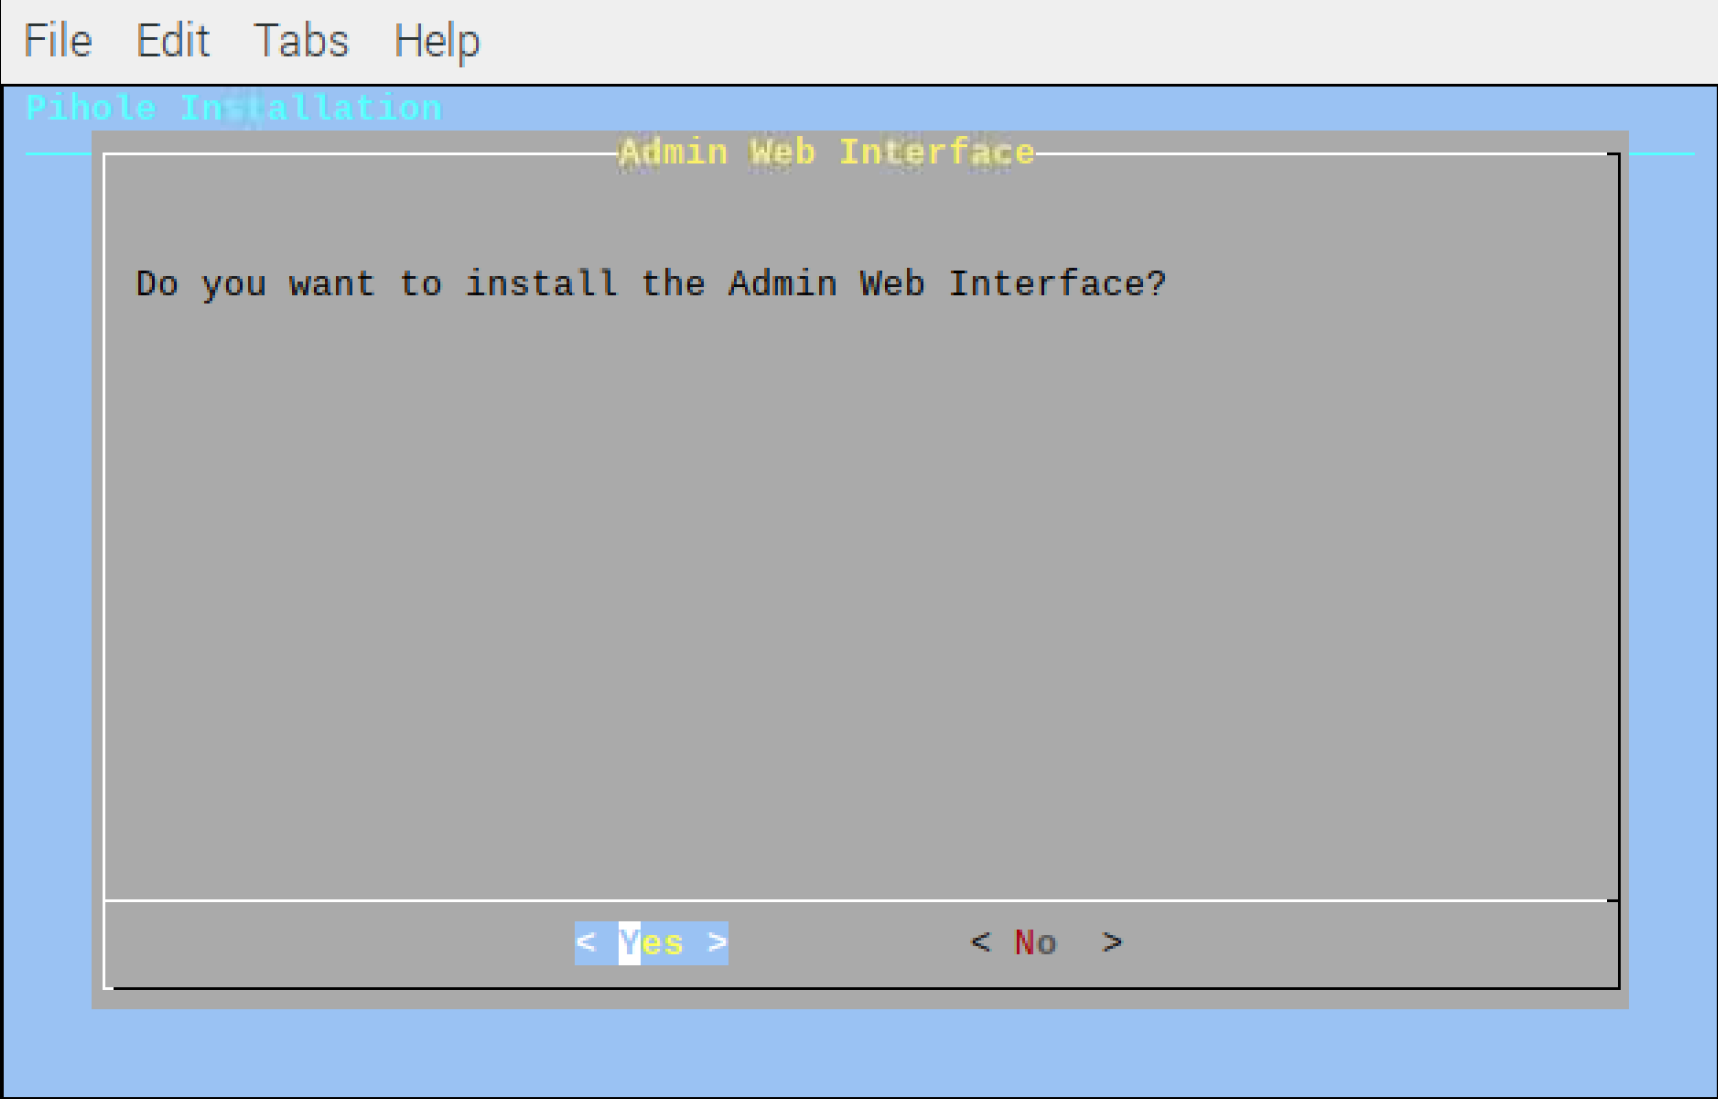 File Edit Tabs Help
Pihole Installation
Admin Web Interface
Do you want to install the Admin Web Interface?
< Yes > < No >